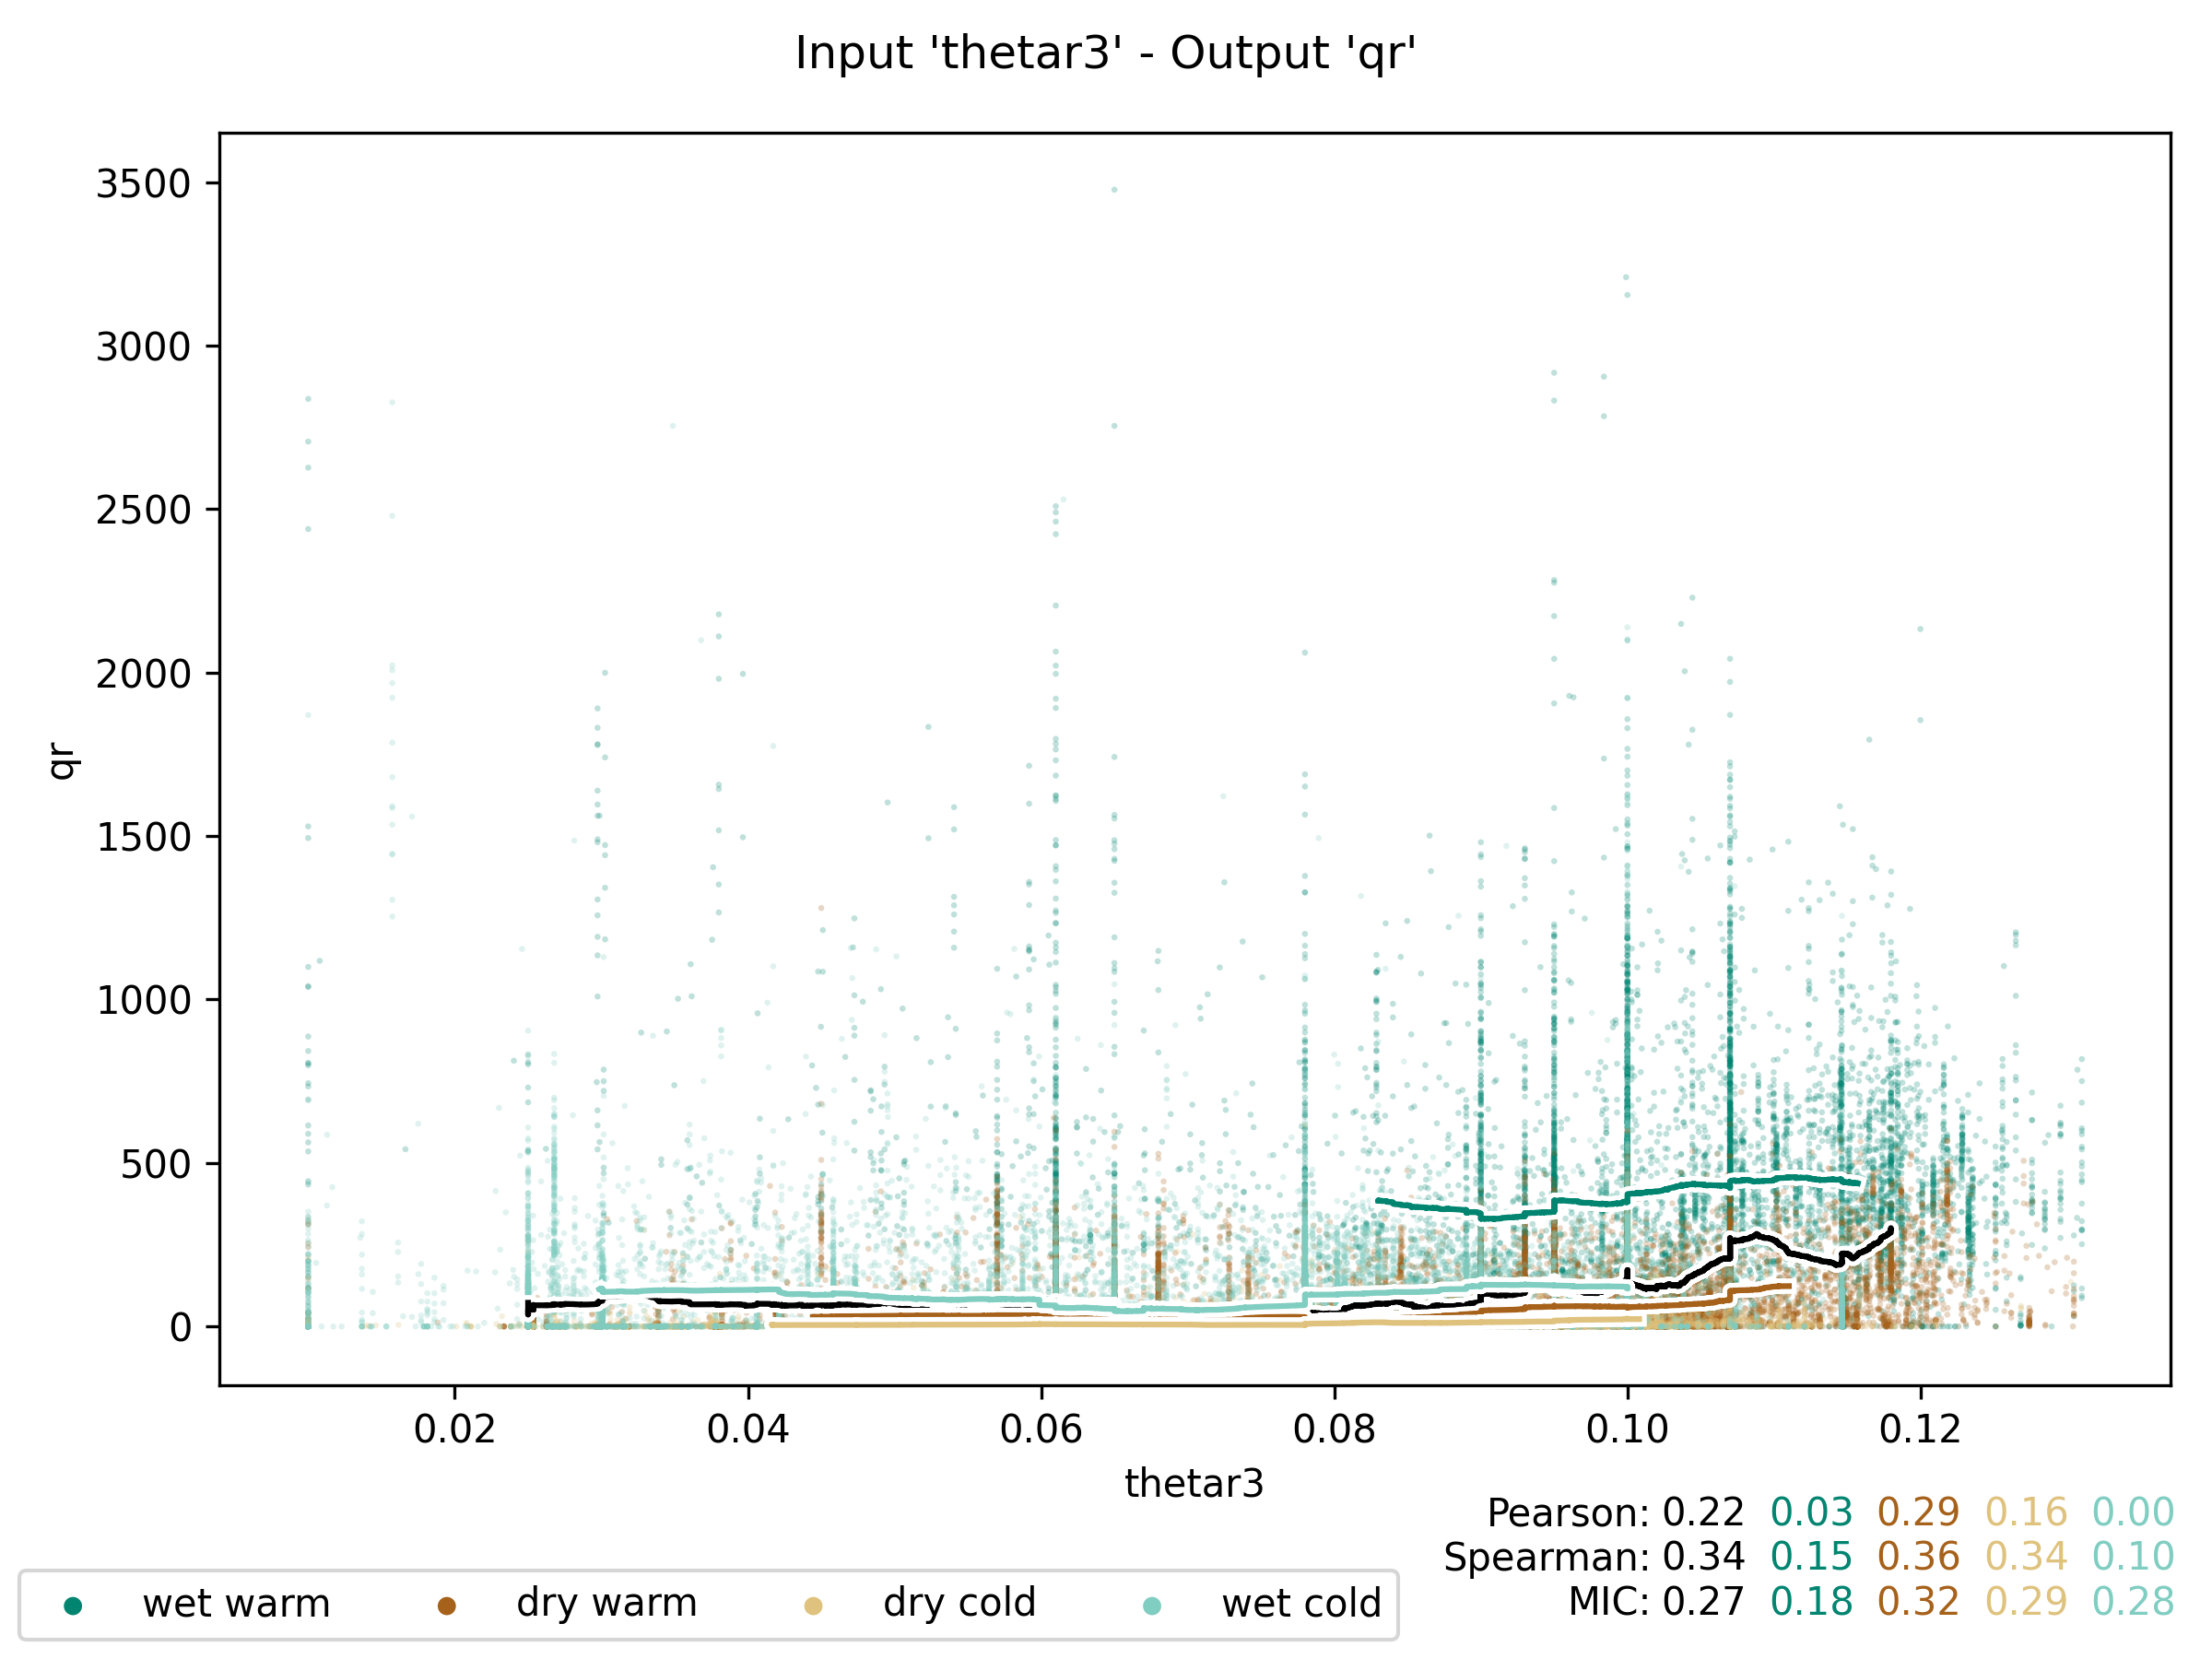 Input 'thetar3' - Output 'qr'
3500
3000
2500
2000
1500
1000
500
0
qr
0.02 0.04 0.06 0.08 0.10 0.12
thetar3
Pearson: 0.22 0.03 0.29 0.16 0.00
Spearman: 0.34 0.15 0.36 0.34 0.10
MIC: 0.27 0.18 0.32 0.29 0.28
wet warm dry warm dry cold wet cold